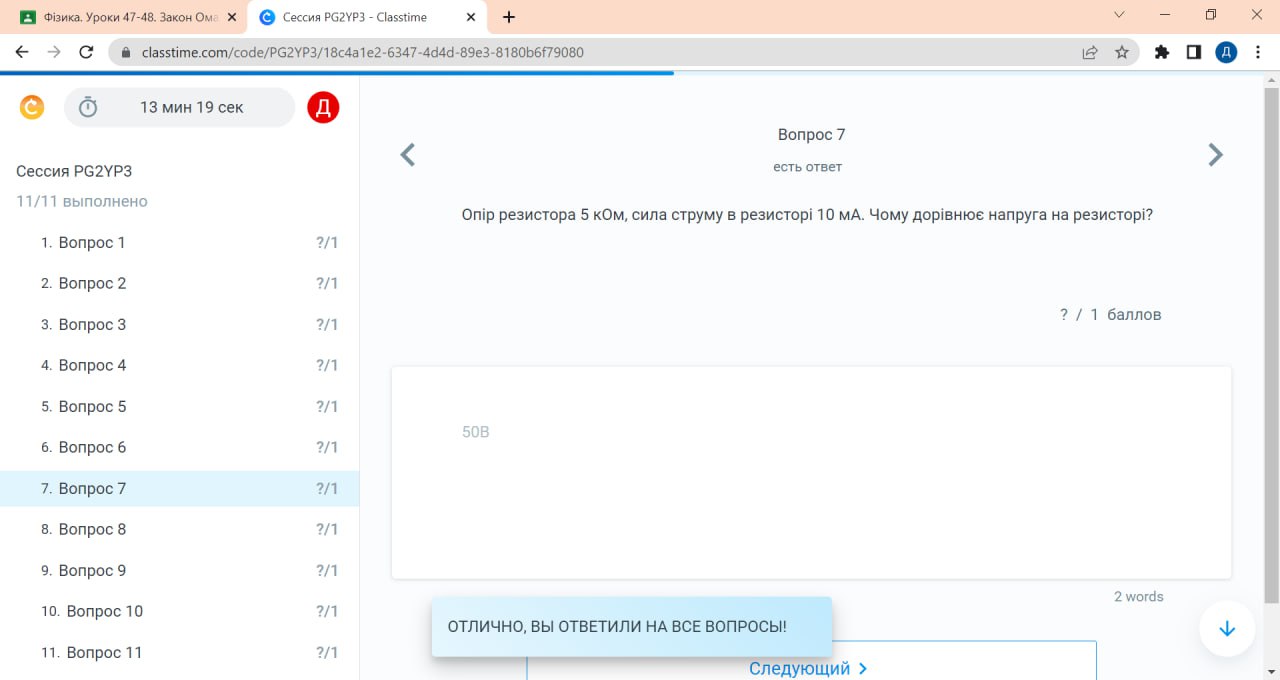 Фізика. Уроки 47-48. Закон Ома
Сессия PG2YP3 - Classtime
classtime.com/code/PG2YP3/18c4a1e2-6347-4d4d-89e3-8180b6f79080
Д
13 мин 19 сек
Д
Сессия PG2YP3
11/11 выполнено
1. Вопрос 1 ?/1
2. Вопрос 2 ?/1
3. Вопрос 3 ?/1
4. Вопрос 4 ?/1
5. Вопрос 5 ?/1
6. Вопрос 6 ?/1
7. Вопрос 7 ?/1
8. Вопрос 8 ?/1
9. Вопрос 9 ?/1
10. Вопрос 10 ?/1
11. Вопрос 11 ?/1
Вопрос 7
есть ответ
Опір резистора 5 кОм, сила струму в резисторі 10 мА. Чому дорівнює напруга на резисторі?
? / 1 баллов
50В
2 words
ОТЛИЧНО, ВЫ ОТВЕТИЛИ НА ВСЕ ВОПРОСЫ!
Следующий